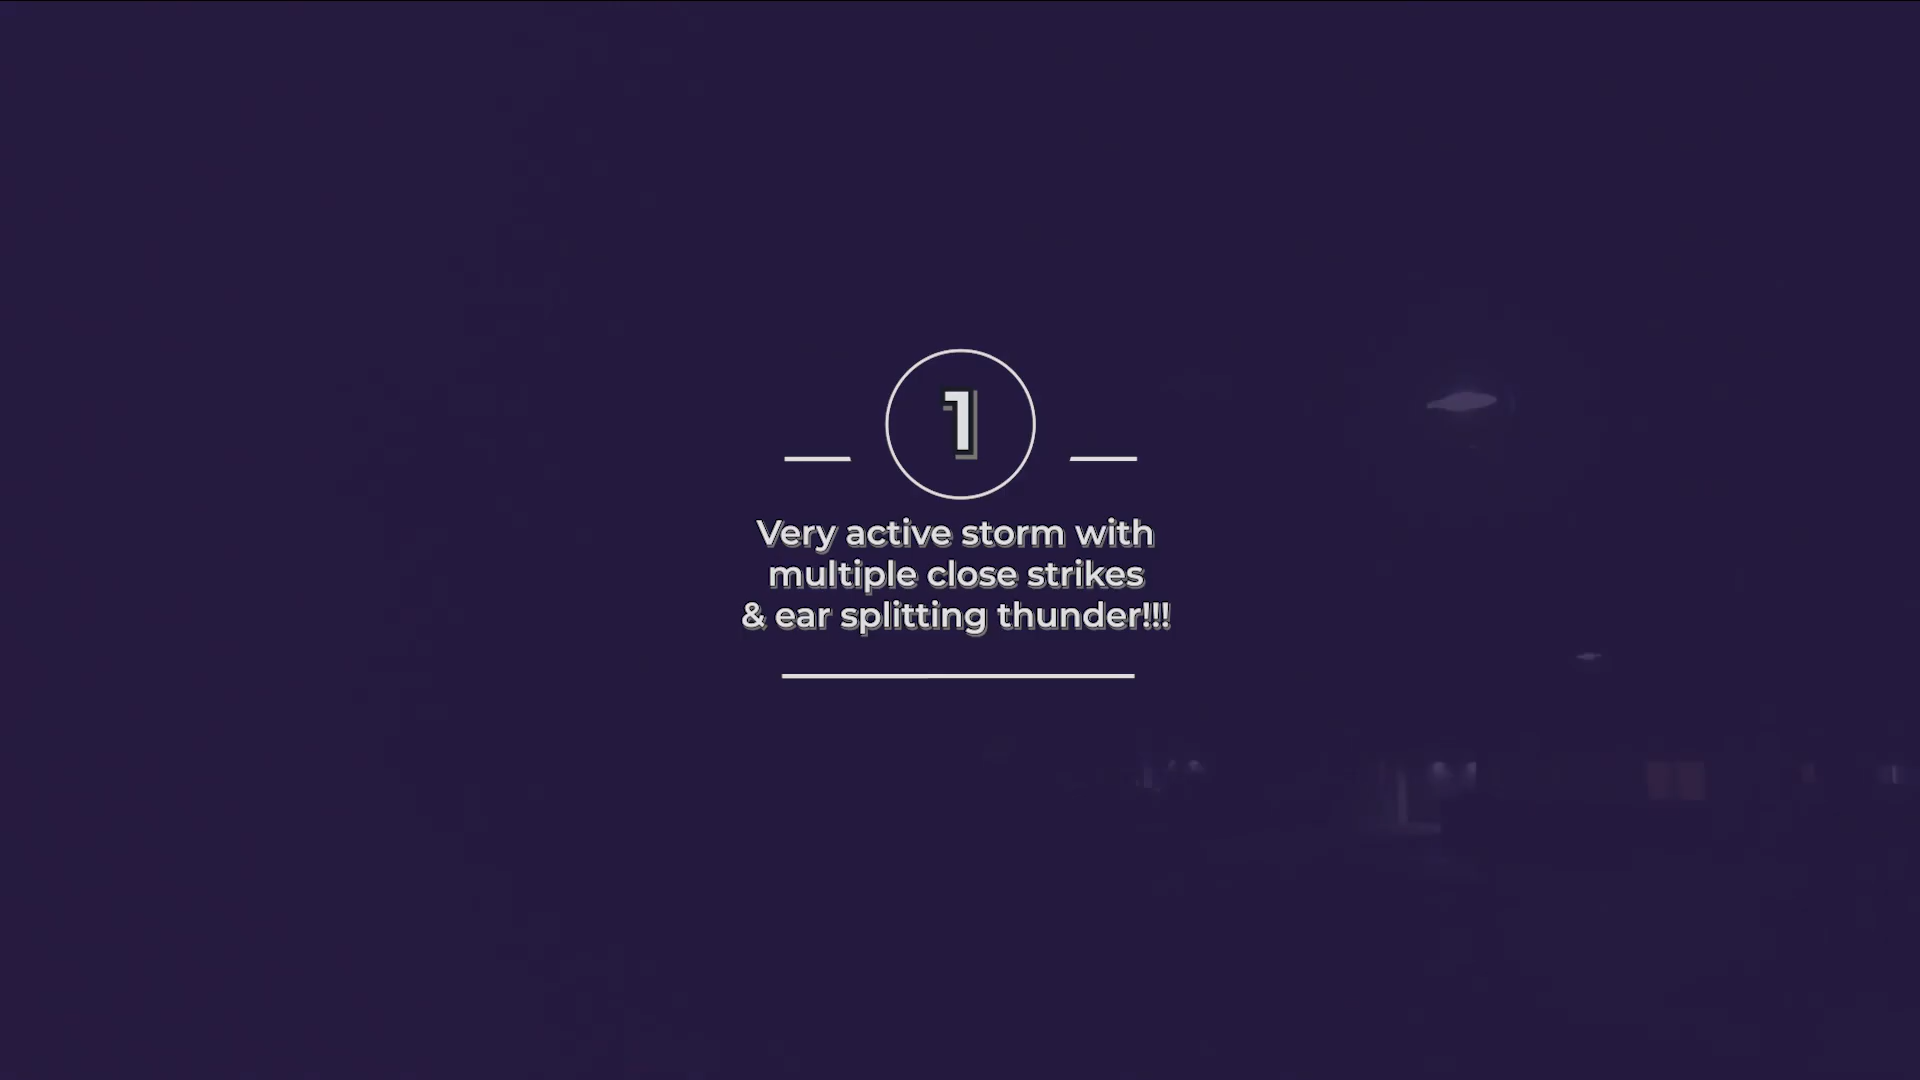 1
Very active storm with
multiple close strikes
& ear splitting thunder!!!